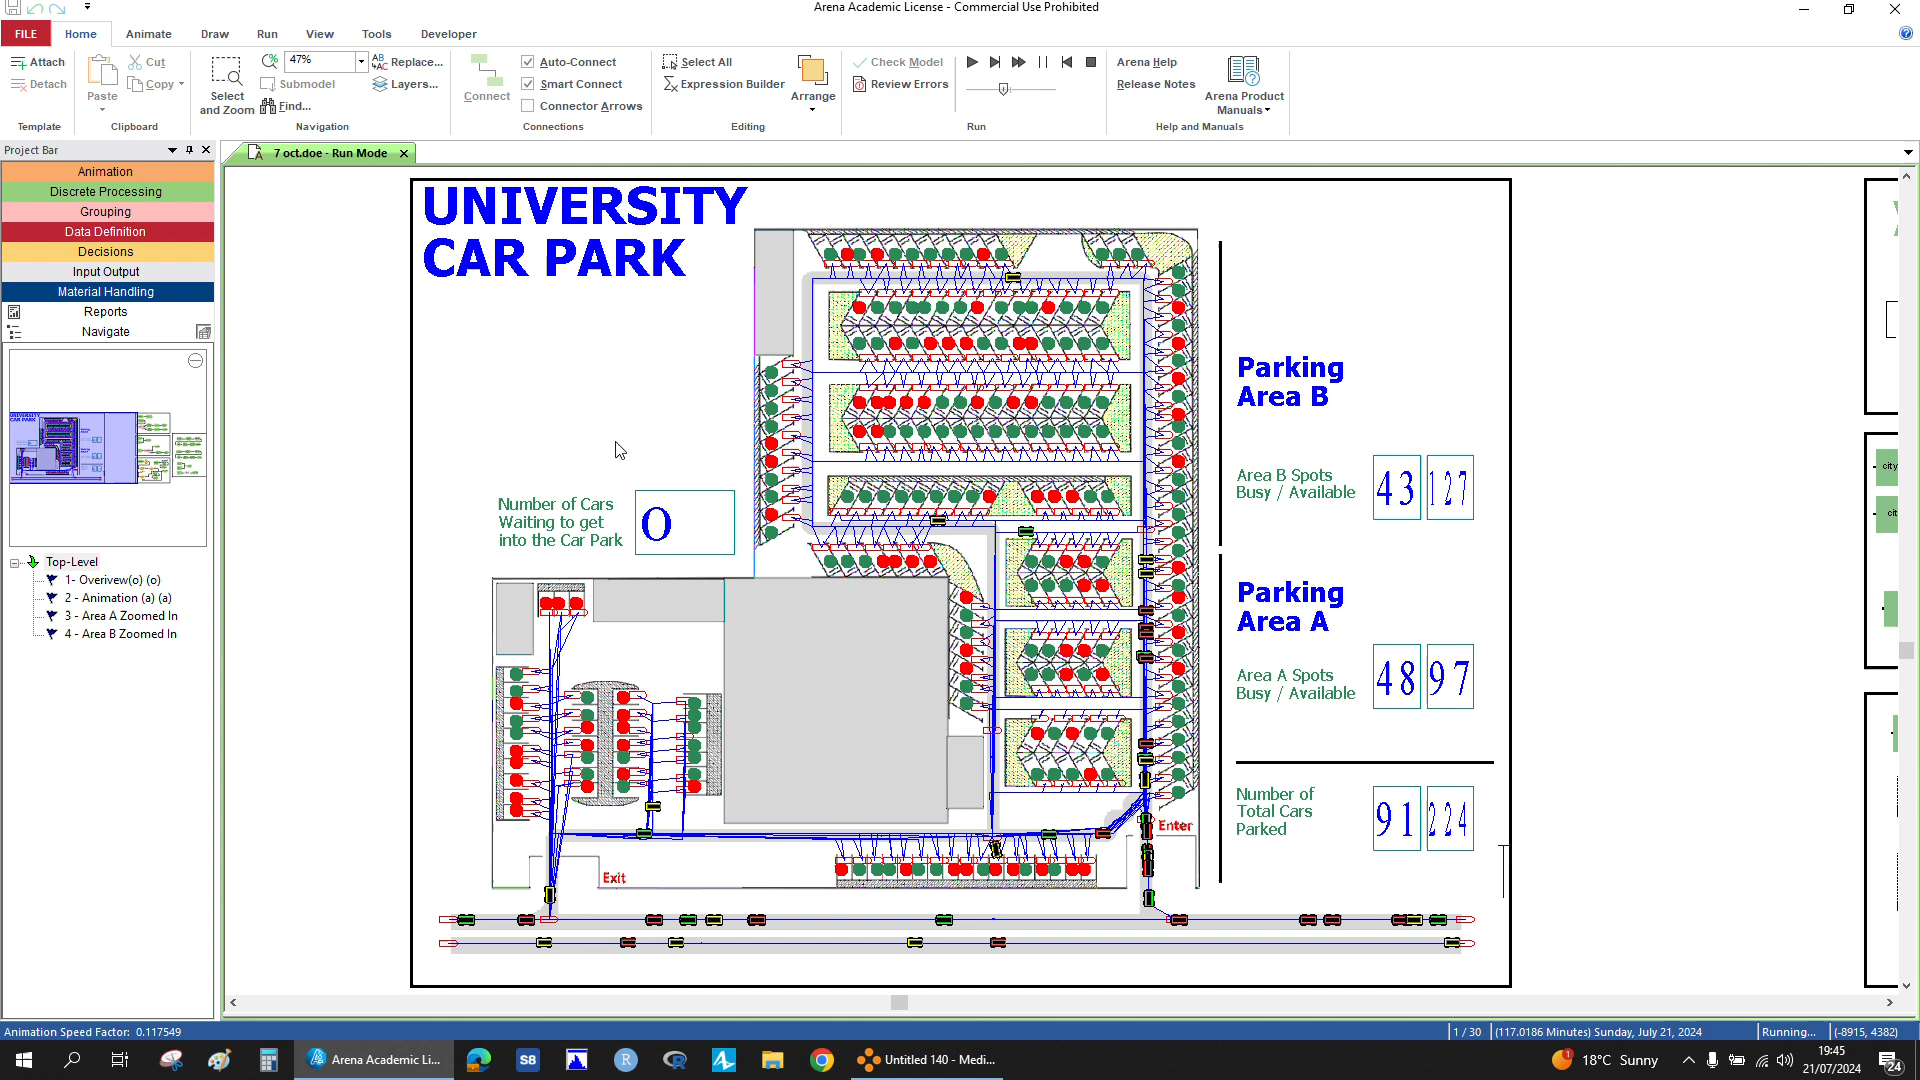 Arena Academic License - Commercial Use Prohibited
FILE Home Animate Draw Run View Tools Developer
Attach
Detach
Template
Paste
Cut
Copy
Clipboard
Select
and Zoom
47%
Submodel
Find...
Replace...
Layers...
Navigation
Connect
Auto-Connect
Smart Connect
Connector Arrows
Connections
Select All
Expression Builder
Arrange
Editing
Check Model
Review Errors
Run
Arena Help
Release Notes
Arena Product
Manuals
Help and Manuals
Project Bar
7 oct.doe - Run Mode
Animation
Discrete Processing
Grouping
Data Definition
Decisions
Input Output
Material Handling
Reports
Navigate
Top-Level
1- Overivew(o) (o)
2 - Animation (a) (a)
3 - Area A Zoomed In
4 - Area B Zoomed In
UNIVERSITY
CAR PARK
Number of Cars
Waiting to get
into the Car Park
0
Parking
Area B
Area B Spots
Busy / Available
43 127
Parking
Area A
Area A Spots
Busy / Available
48 97
Number of
Total Cars
Parked
91 224
Enter
Exit
city
cit
Animation Speed Factor: 0.117549
1 / 30
(117.0186 Minutes) Sunday, July 21, 2024
Running...
(-8915, 4382)
Arena Academic Li...
SB
R
Untitled 140 - Medi...
1
18°C Sunny
19:45
21/07/2024
24